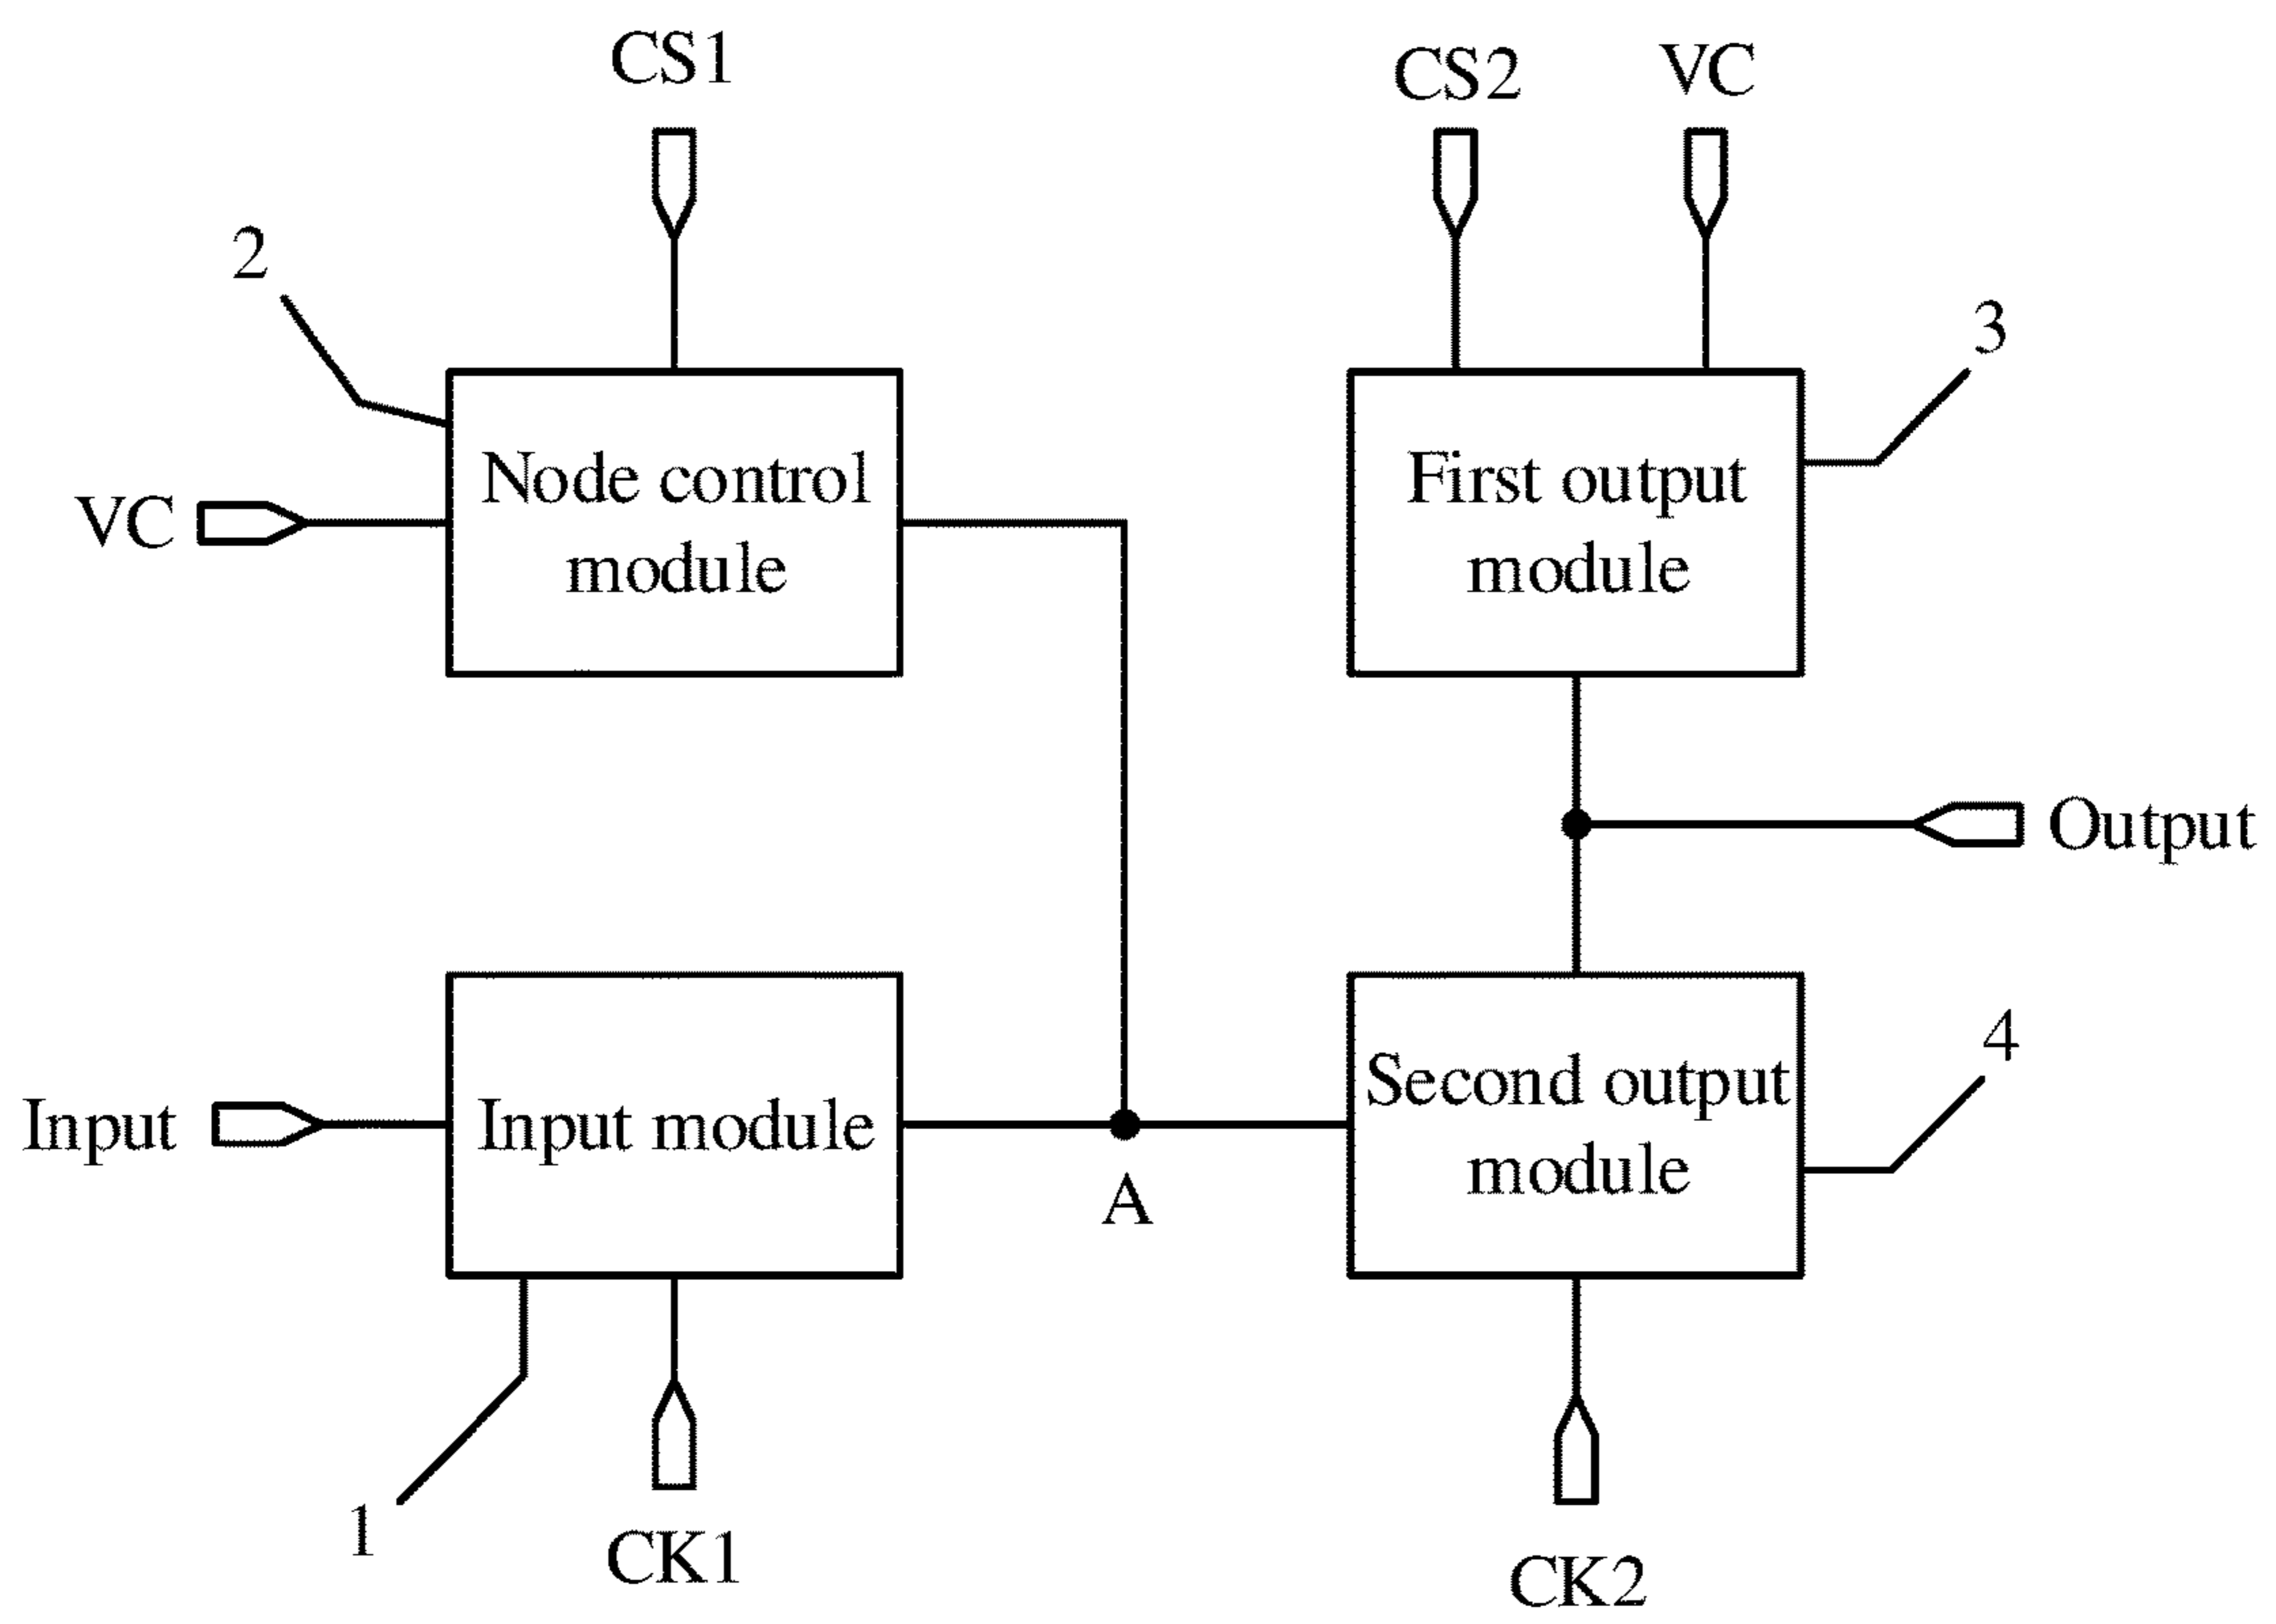 CS1
CS2
VC
2
3
Node control
module
First output
module
VC
Output
Input
Input module
Second output
module
4
A
1
CK1
CK2